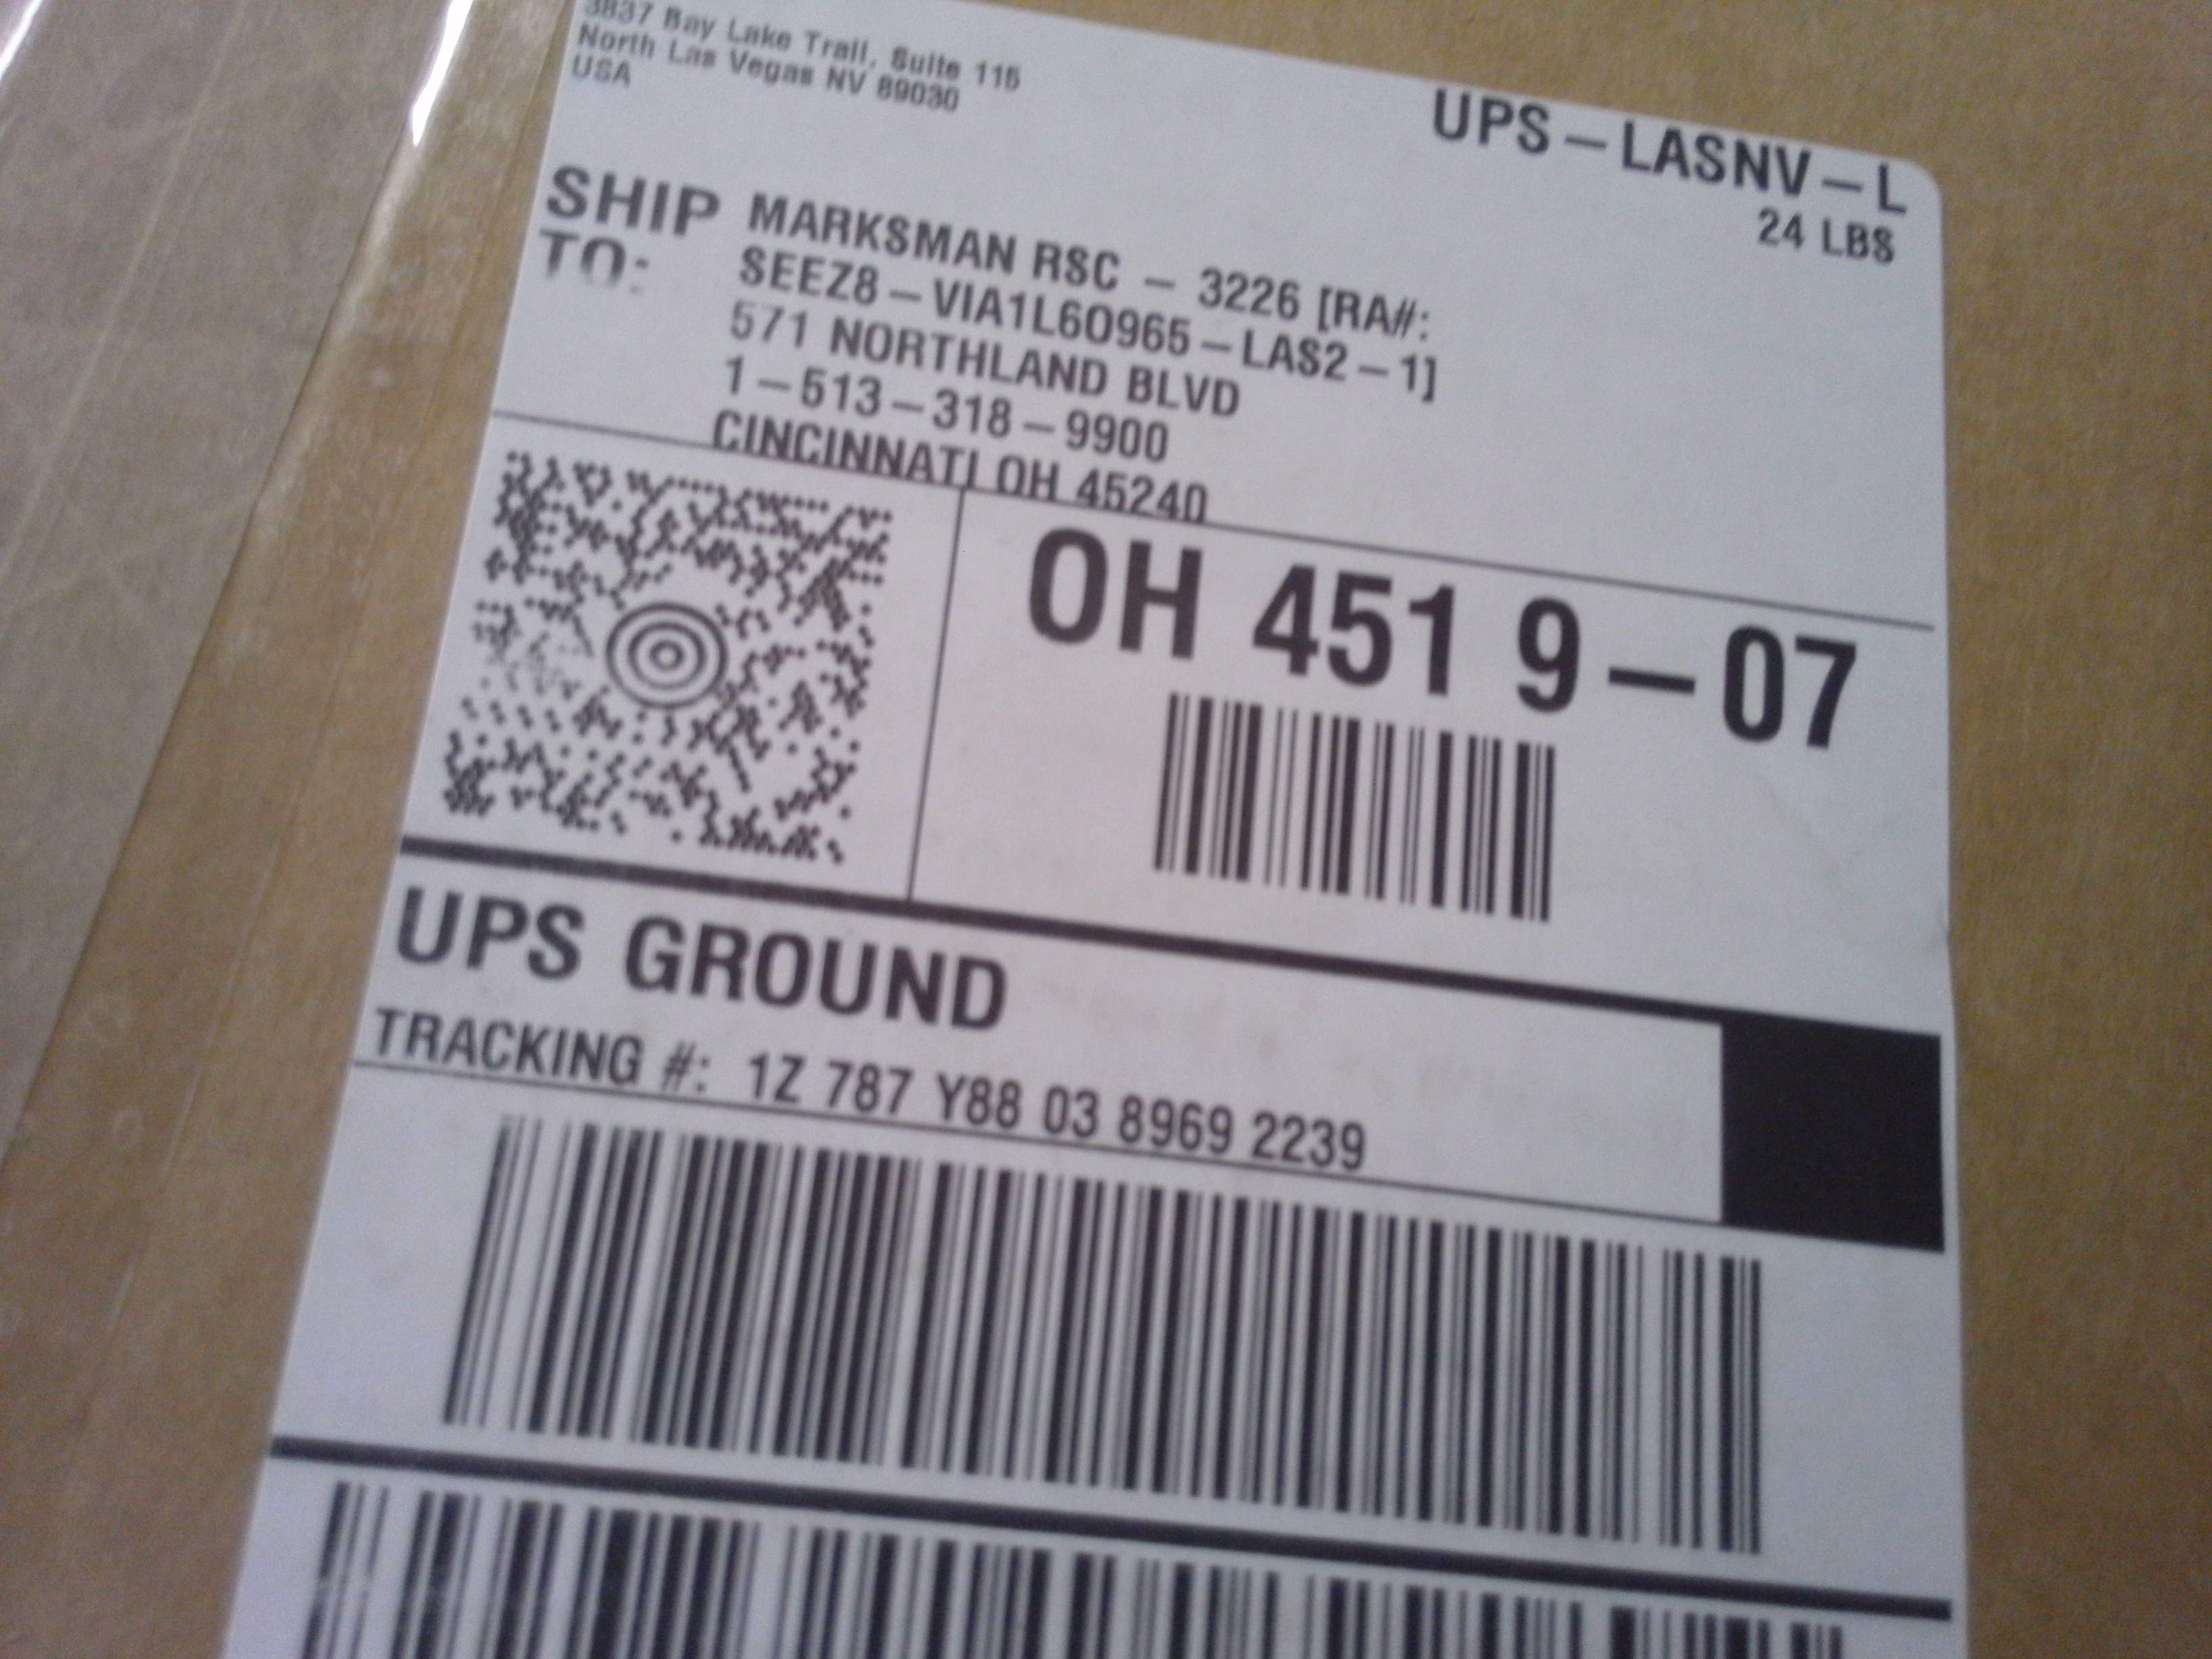 3837 Bay Lake Trail, Suite 115
North Las Vegas NV 89030
USA
UPS-LASNV-L
24 LBS
SHIP TO:
MARKSMAN RSC - 3226 [RA#:
SEEZ8-VIA1L6O965-LAS2-1]
571 NORTHLAND BLVD
1-513-318-9900
CINCINNATI OH 45240
OH 451 9-07
UPS GROUND
TRACKING #: 1Z 787 Y88 03 8969 2239